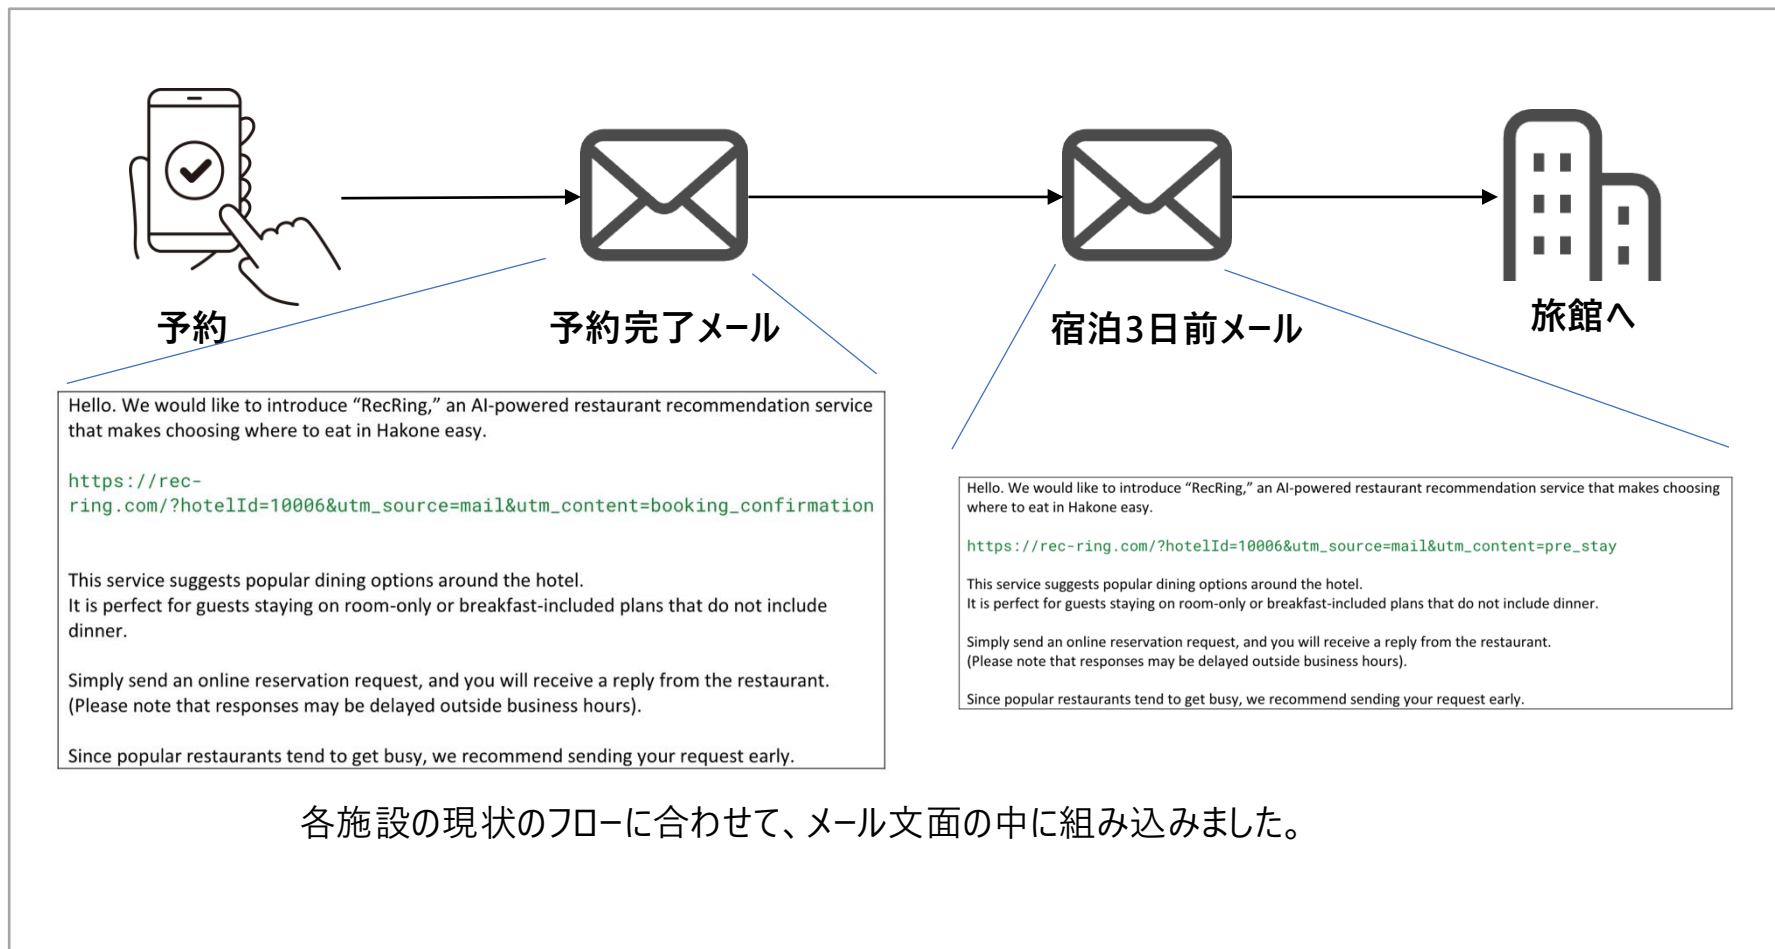 予約
予約完了メール
宿泊3日前メール
旅館へ
Hello. We would like to introduce “RecRing,” an AI-powered restaurant recommendation service
that makes choosing where to eat in Hakone easy.
https://rec-
ring.com/?hotelId=10006&utm_source=mail&utm_content=booking_confirmation
This service suggests popular dining options around the hotel.
It is perfect for guests staying on room-only or breakfast-included plans that do not include
dinner.
Simply send an online reservation request, and you will receive a reply from the restaurant.
(Please note that responses may be delayed outside business hours).
Since popular restaurants tend to get busy, we recommend sending your request early.
Hello. We would like to introduce “RecRing,” an AI-powered restaurant recommendation service that makes choosing
where to eat in Hakone easy.
https://rec-ring.com/?hotelId=10006&utm_source=mail&utm_content=pre_stay
This service suggests popular dining options around the hotel.
It is perfect for guests staying on room-only or breakfast-included plans that do not include dinner.
Simply send an online reservation request, and you will receive a reply from the restaurant.
(Please note that responses may be delayed outside business hours).
Since popular restaurants tend to get busy, we recommend sending your request early.
各施設の現状のフローに合わせて、メール文面の中に組み込みました。